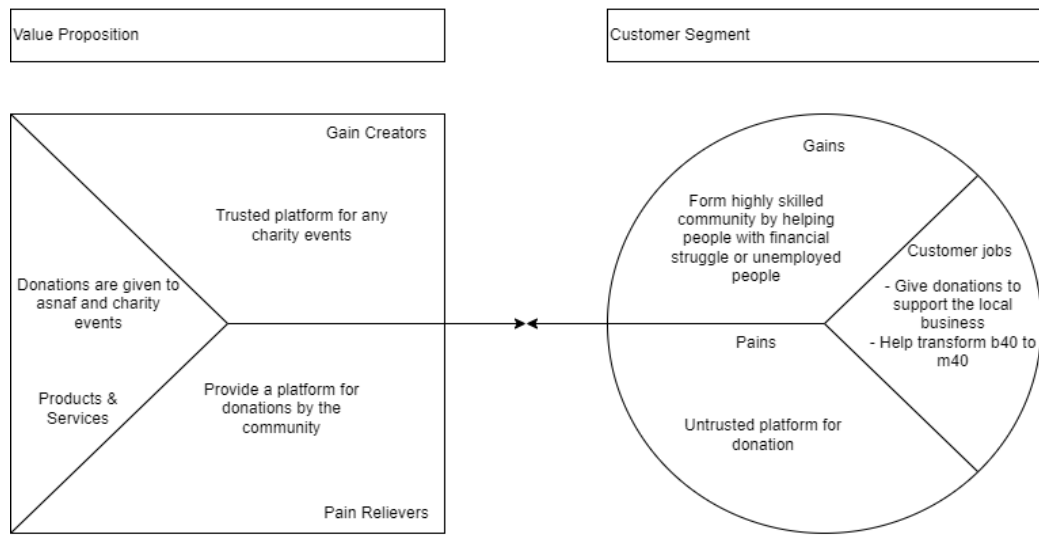 Value Proposition
Customer Segment
Gain Creators
Trusted platform for any
charity events
Donations are given to
asnaf and charity
events
Products &
Services
Provide a platform for
donations by the
community
Pain Relievers
Gains
Form highly skilled
community by helping
people with financial
struggle or unemployed
people
Customer jobs
- Give donations to
support the local
business
- Help transform b40 to
m40
Pains
Untrusted platform for
donation